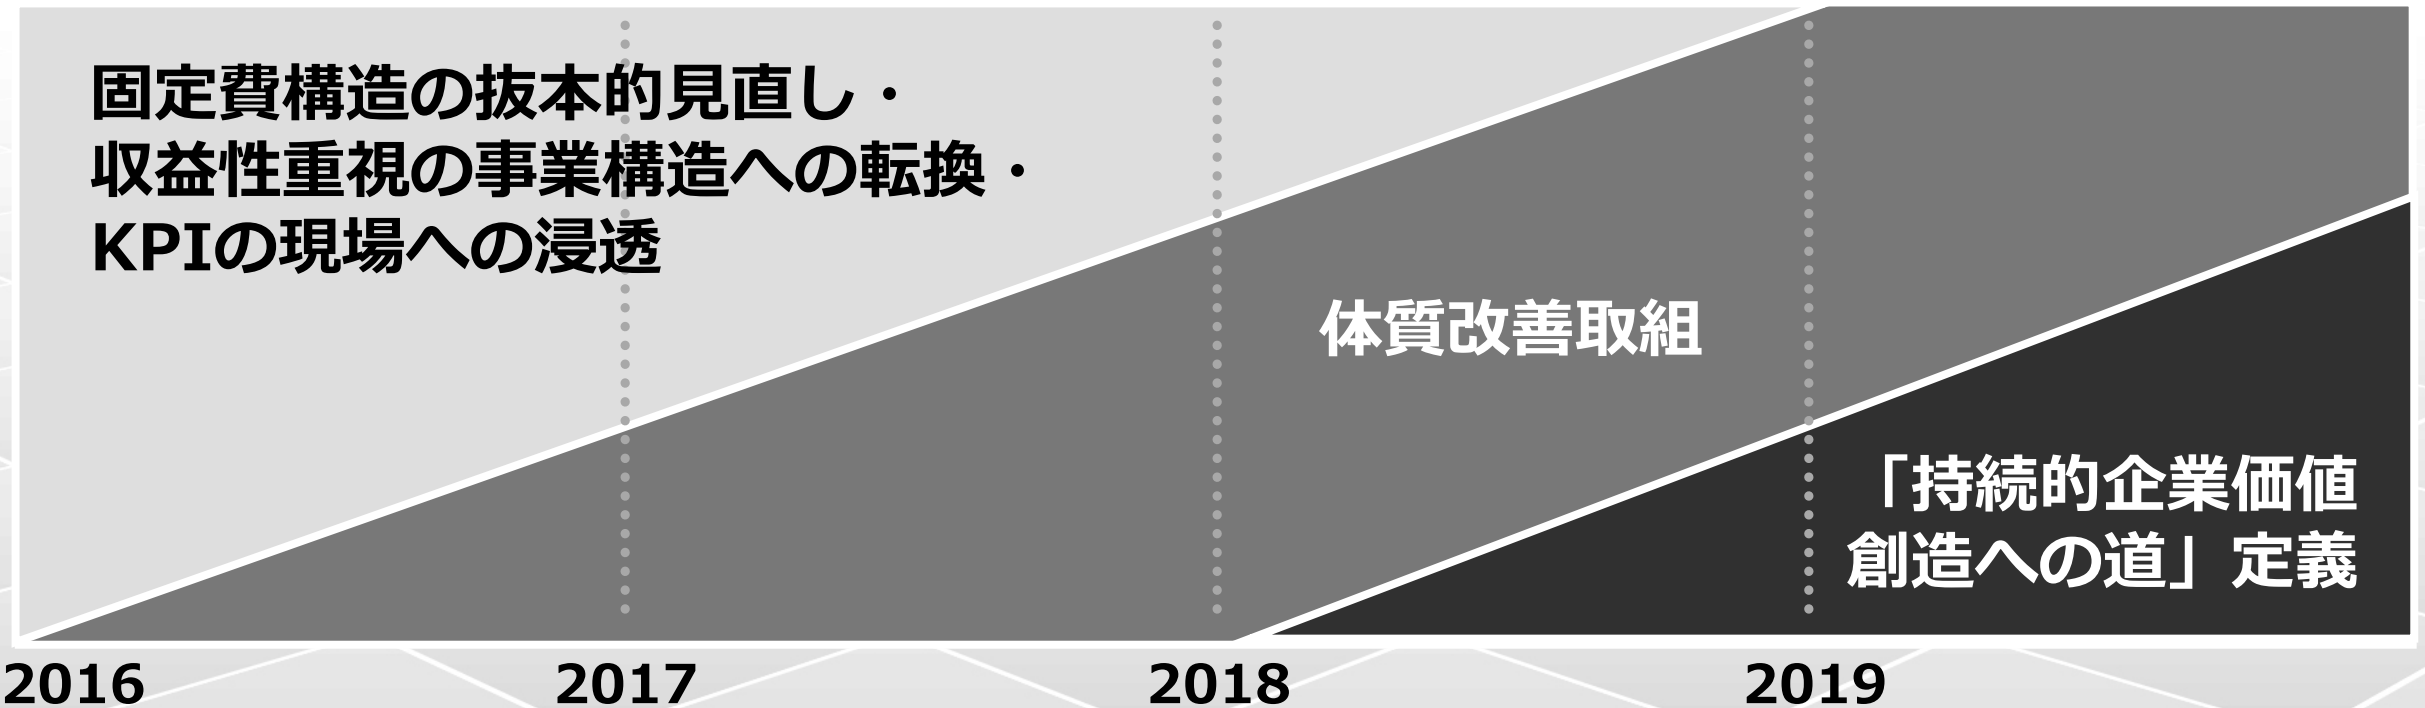 固定費構造の抜本的見直し・
収益性重視の事業構造への転換・
KPIの現場への浸透
体質改善取組
「持続的企業価値
創造への道」定義
2016 2017 2018 2019